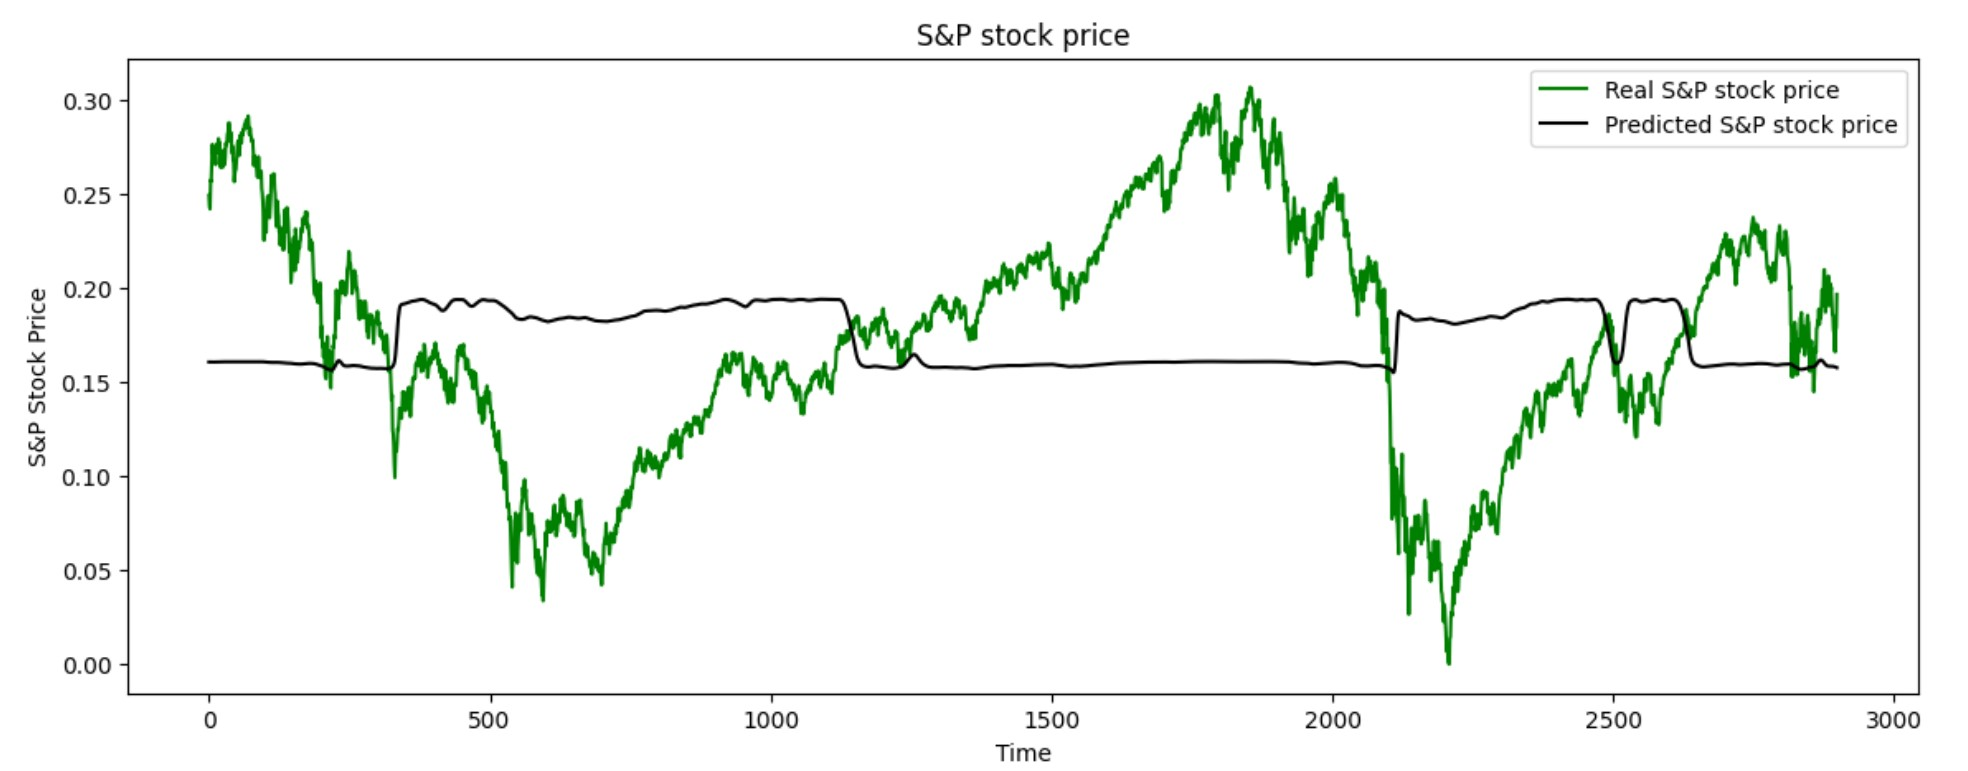 S&P stock price
Real S&P stock price
Predicted S&P stock price
S&P Stock Price
0.30
0.25
0.20
0.15
0.10
0.05
0.00
0 500 1000 1500 2000 2500 3000
Time